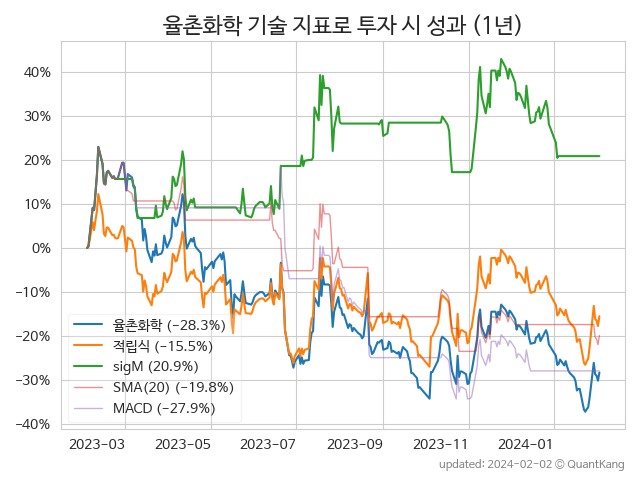 율촌화학 기술 지표로 투자 시 성과 (1년)
40%
30%
20%
10%
0%
−10%
−20%
−30%
−40%
율촌화학 (−28.3%)
적립식 (−15.5%)
sigM (20.9%)
SMA(20) (−19.8%)
MACD (−27.9%)
2023-03 2023-05 2023-07 2023-09 2023-11 2024-01
updated: 2024-02-02 ⓒ QuantKang